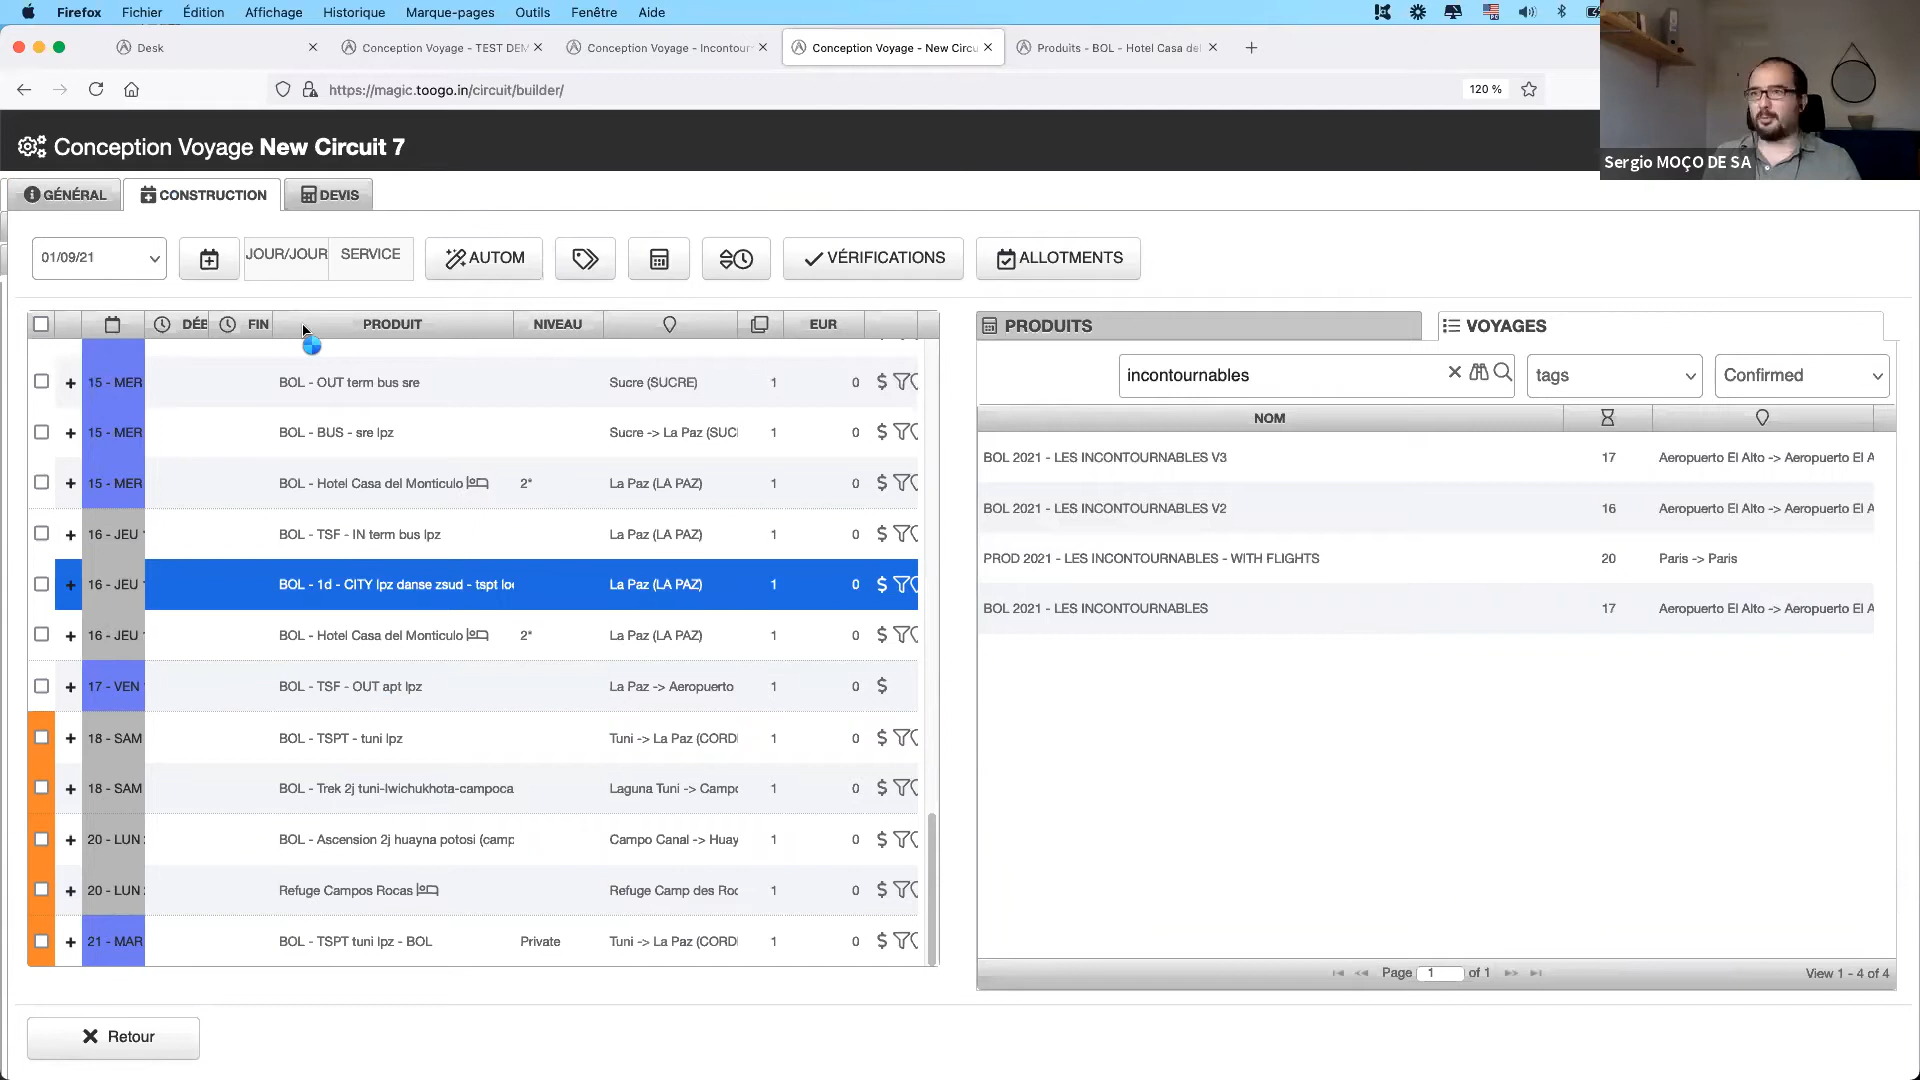 Firefox Fichier Édition Affichage Historique Marque-pages Outils Fenêtre Aide
Desk
Conception Voyage - TEST DEM
Conception Voyage - Incontour
Conception Voyage - New Circu
Produits - BOL - Hotel Casa del
https://magic.toogo.in/circuit/builder/
120 %
Sergio MOÇO DE SA
Conception Voyage New Circuit 7
GÉNÉRAL CONSTRUCTION DEVIS
01/09/21 JOUR/JOUR SERVICE AUTOM VÉRIFICATIONS ALLOTMENTS
DÉB FIN PRODUIT NIVEAU EUR
15 - MER BOL - OUT term bus sre Sucre (SUCRE) 1 0 $
15 - MER BOL - BUS - sre lpz Sucre -> La Paz (SUCI 1 0 $
15 - MER BOL - Hotel Casa del Monticulo 2* La Paz (LA PAZ) 1 0 $
16 - JEU BOL - TSF - IN term bus lpz La Paz (LA PAZ) 1 0 $
16 - JEU BOL - 1d - CITY lpz danse zsud - tspt loc La Paz (LA PAZ) 1 0 $
16 - JEU BOL - Hotel Casa del Monticulo 2* La Paz (LA PAZ) 1 0 $
17 - VEN BOL - TSF - OUT apt lpz La Paz -> Aeropuerto 1 0 $
18 - SAM BOL - TSPT - tuni lpz Tuni -> La Paz (CORD 1 0 $
18 - SAM BOL - Trek 2j tuni-lwichukhota-campoca Laguna Tuni -> Campo 1 0 $
20 - LUN BOL - Ascension 2j huayna potosi (camp Campo Canal -> Huay 1 0 $
20 - LUN Refuge Campos Rocas Refuge Camp des Roc 1 0 $
21 - MAR BOL - TSPT tuni lpz - BOL Private Tuni -> La Paz (CORD 1 0 $
PRODUITS VOYAGES
incontournables tags Confirmed
NOM
BOL 2021 - LES INCONTOURNABLES V3 17 Aeropuerto El Alto -> Aeropuerto El A
BOL 2021 - LES INCONTOURNABLES V2 16 Aeropuerto El Alto -> Aeropuerto El A
PROD 2021 - LES INCONTOURNABLES - WITH FLIGHTS 20 Paris -> Paris
BOL 2021 - LES INCONTOURNABLES 17 Aeropuerto El Alto -> Aeropuerto El A
Page 1 of 1 View 1 - 4 of 4
Retour